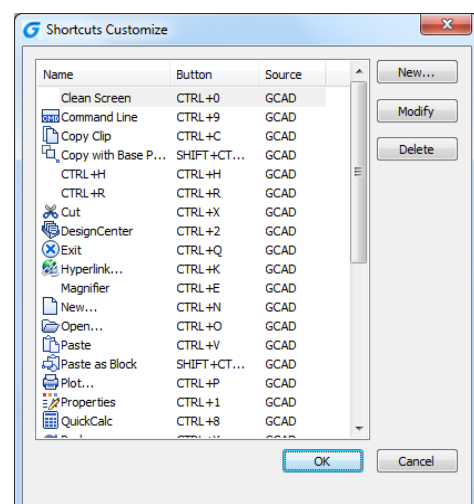 Shortcuts Customize
Name Button Source
New...
Clean Screen CTRL+0 GCAD
Command Line CTRL+9 GCAD
Modify
Copy Clip CTRL+C GCAD
Copy with Base P... SHIFT+CT... GCAD
Delete
CTRL+H CTRL+H GCAD
CTRL+R CTRL+R GCAD
Cut CTRL+X GCAD
DesignCenter CTRL+2 GCAD
Exit CTRL+Q GCAD
Hyperlink... CTRL+K GCAD
Magnifier CTRL+E GCAD
New... CTRL+N GCAD
Open... CTRL+O GCAD
Paste CTRL+V GCAD
Paste as Block SHIFT+CT... GCAD
Plot... CTRL+P GCAD
Properties CTRL+1 GCAD
QuickCalc CTRL+8 GCAD
OK Cancel